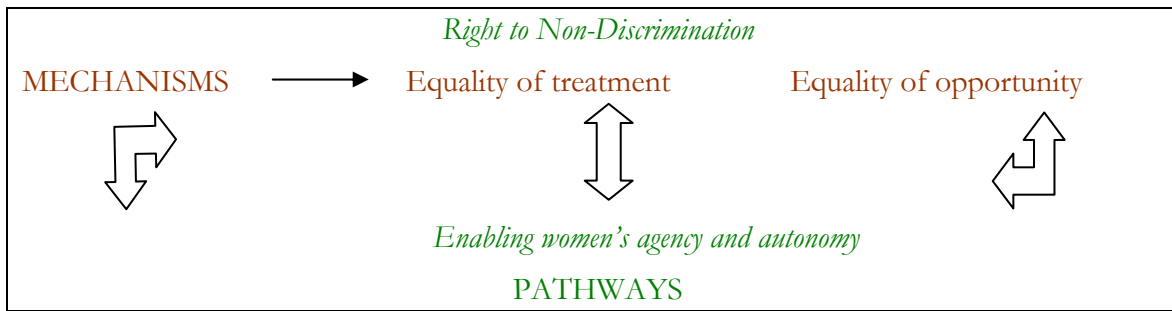 Right to Non-Discrimination
MECHANISMS Equality of treatment Equality of opportunity
Enabling women's agency and autonomy
PATHWAYS